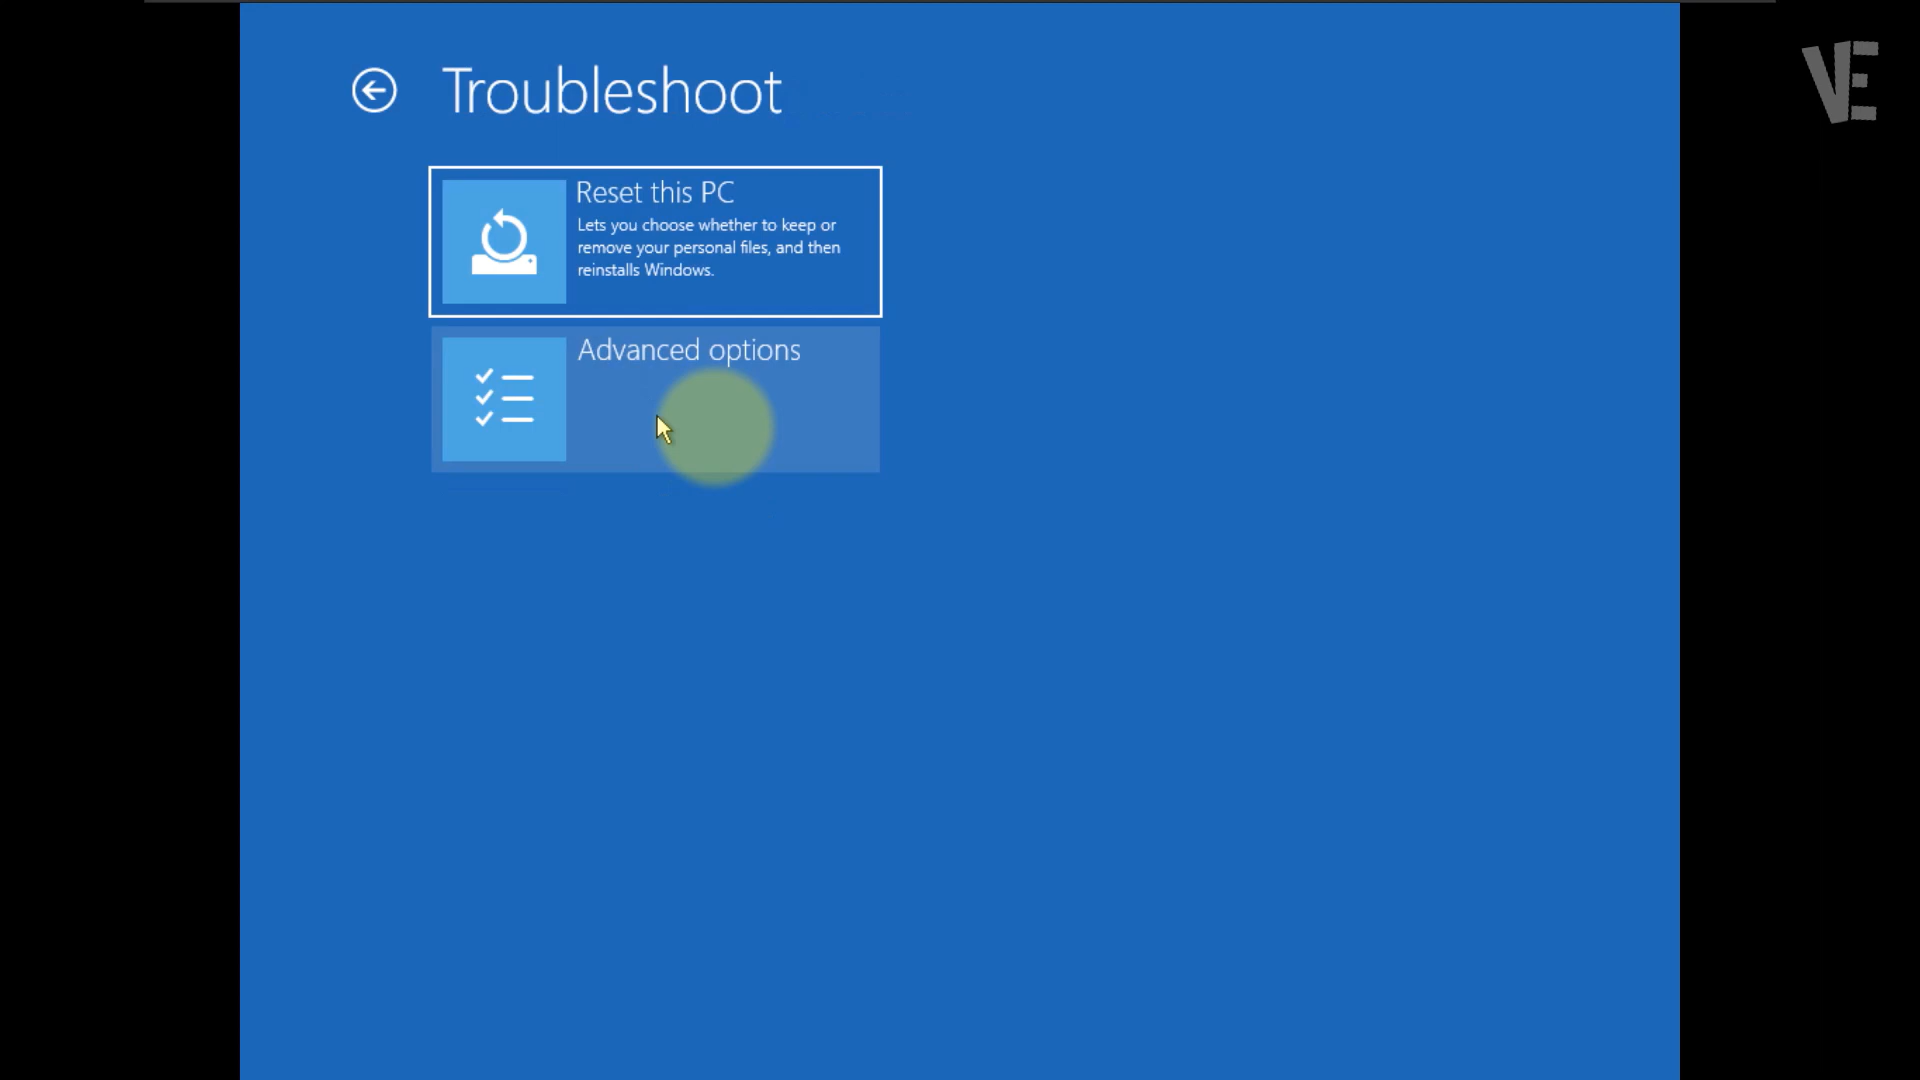 Troubleshoot
Reset this PC
Lets you choose whether to keep or
remove your personal files, and then
reinstalls Windows.
Advanced options
VE